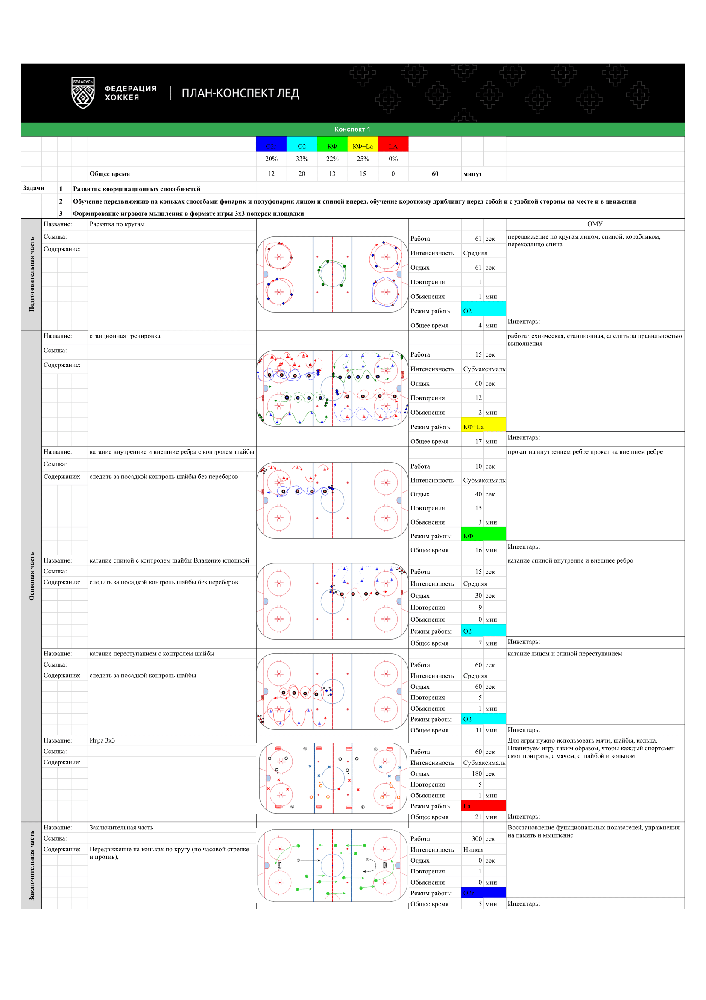 БЕЛАРУСЬ
ФЕДЕРАЦИЯ
ХОККЕЯ
ПЛАН-КОНСПЕКТ ЛЕД
Конспект 1
О2r О2 КФ КФ+La LA
20% 33% 22% 25% 0%
Общее время 12 20 13 15 0 60 минут
Задачи 1 Развитие координационных способностей
2 Обучение передвижению на коньках способами фонарик и полуфонарик лицом и спиной вперед, обучение короткому дриблингу перед собой и с удобной стороны на месте и в движении
3 Формирование игрового мышления в формате игры 3х3 поперек площадки
Подготовительная часть
Название: Раскатка по кругам
Ссылка:
Содержание:
Работа 61 сек
Интенсивность Средняя
Отдых 61 сек
Повторения 1
Обьяснения 1 мин
Режим работы О2
Общее время 4 мин
ОМУ
передвижение по кругам лицом, спиной, корабликом,
переходлицо спина
Инвентарь:
Основная часть
Название: станционная тренировка
Ссылка:
Содержание:
Работа 15 сек
Интенсивность Субмаксималь
Отдых 60 сек
Повторения 12
Обьяснения 2 мин
Режим работы КФ+La
Общее время 17 мин
работа техническая, станционная, следить за правильностью
выполнения
Инвентарь:
Название: катание внутренние и внешние ребра с контролем шайбы
Ссылка:
Содержание: следить за посадкой контроль шайбы без переборов
Работа 10 сек
Интенсивность Субмаксималь
Отдых 40 сек
Повторения 15
Обьяснения 3 мин
Режим работы КФ
Общее время 16 мин
прокат на внутреннем ребре прокат на внешнем ребре
Инвентарь:
Название: катание спиной с контролем шайбы Владение клюшкой
Ссылка:
Содержание: следить за посадкой контроль шайбы без переборов
Работа 15 сек
Интенсивность Средняя
Отдых 30 сек
Повторения 9
Обьяснения 0 мин
Режим работы О2
Общее время 7 мин
катание спиной внутренне и внешнее ребро
Инвентарь:
Название: катание переступанием с контролем шайбы
Ссылка:
Содержание: следить за посадкой контроль шайбы
Работа 60 сек
Интенсивность Средняя
Отдых 60 сек
Повторения 5
Обьяснения 1 мин
Режим работы О2
Общее время 11 мин
катание лицом и спиной переступанием
Инвентарь:
Название: Игра 3х3
Ссылка:
Содержание:
Работа 60 сек
Интенсивность Субмаксималь
Отдых 180 сек
Повторения 5
Обьяснения 1 мин
Режим работы La
Общее время 21 мин
Для игры нужно использовать мячи, шайбы, кольца.
Планируем игру таким образом, чтобы каждый спортсмен
смог поиграть, с мячем, с шайбой и кольцом.
Инвентарь:
Заключительная часть
Название: Заключительная часть
Ссылка:
Содержание: Передвижение на коньках по кругу (по часовой стрелке
и против),
Работа 300 сек
Интенсивность Низкая
Отдых 0 сек
Повторения 1
Обьяснения 0 мин
Режим работы О2r
Общее время 5 мин
Восстановление функциональных показателей, упражнения
на память и мышление
Инвентарь: